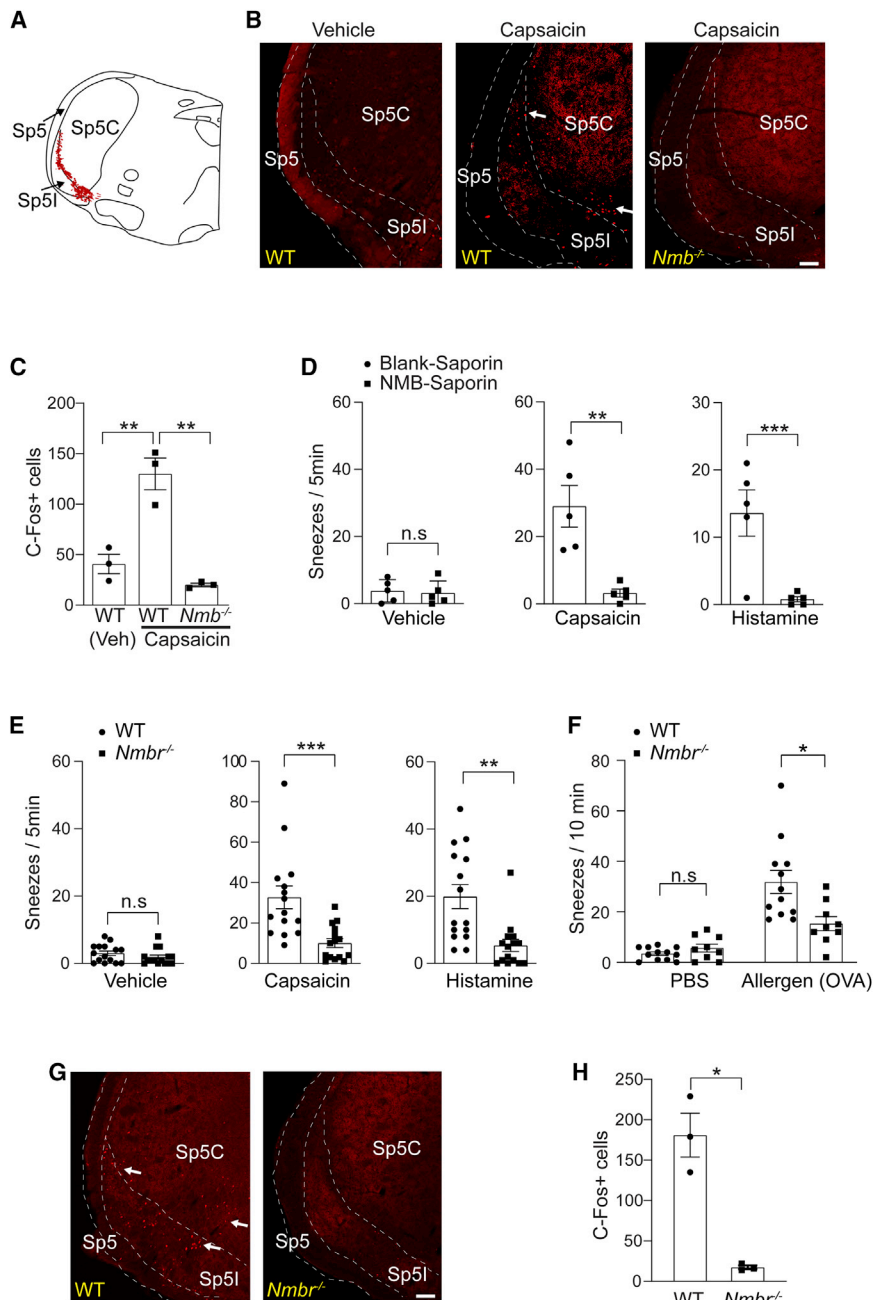 A
Sp5
Sp5C
Sp5I
B
Vehicle
Capsaicin
Capsaicin
Sp5C
Sp5
Sp5I
WT
Sp5C
Sp5
Sp5I
WT
Sp5C
Sp5
Sp5I
Nmb-/-
C
C-Fos+ cells
200
150
100
50
0
**
**
WT
WT
Nmb-/-
(Veh)
Capsaicin
D
Blank-Saporin
NMB-Saporin
Sneezes / 5min
60
40
20
0
n.s
Vehicle
60
40
20
0
**
Capsaicin
30
20
10
0
***
Histamine
E
WT
Nmbr-/-
Sneezes / 5min
60
40
20
0
n.s
Vehicle
100
80
60
40
20
0
***
Capsaicin
60
40
20
0
**
Histamine
F
WT
Nmbr-/-
Sneezes / 10 min
80
60
40
20
0
n.s
*
PBS
Allergen (OVA)
G
Sp5C
Sp5
Sp5I
WT
Sp5C
Sp5
Sp5I
Nmbr-/-
H
C-Fos+ cells
250
200
150
100
50
0
*
WT
Nmbr-/-